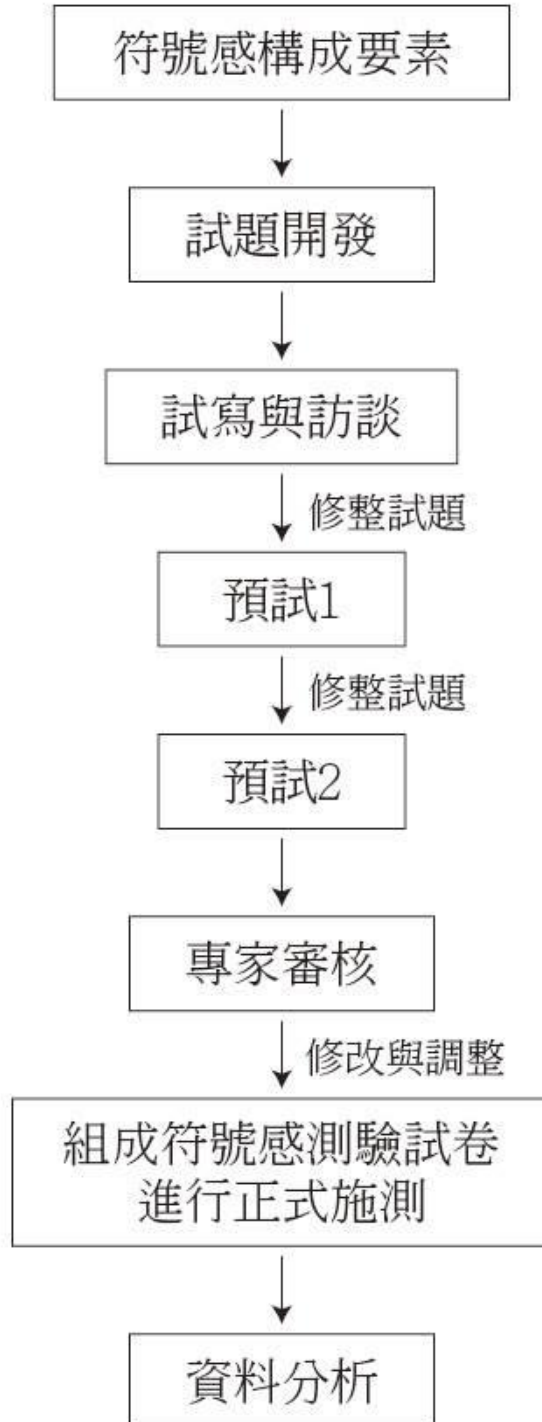 符號感構成要素
試題開發
試寫與訪談
修整試題
預試1
修整試題
預試2
專家審核
修改與調整
組成符號感測驗試卷
進行正式施測
資料分析